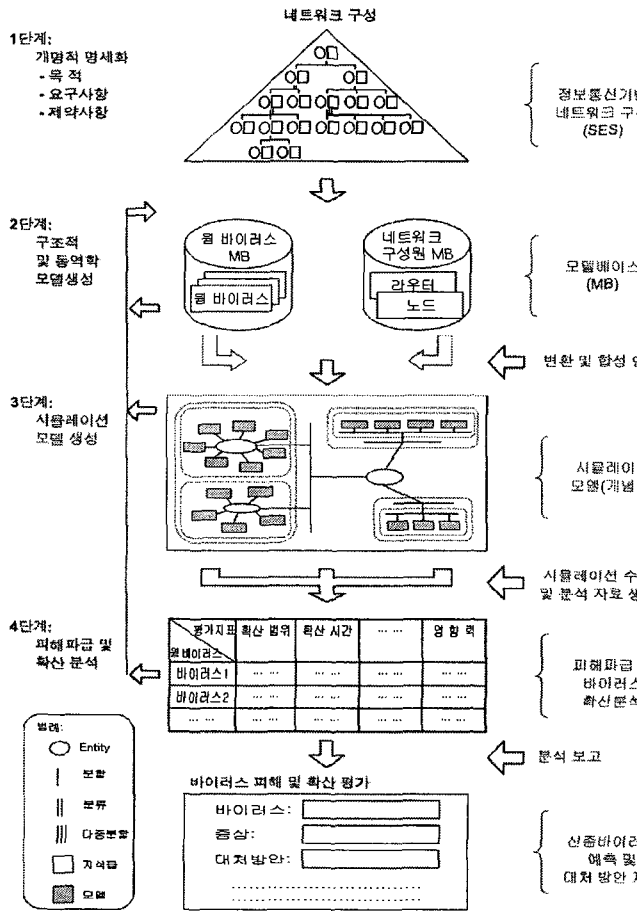 네트워크 구성
1단계:
개념적 명세화
- 목 적
- 요구사항
- 제약사항
정보통신기반
네트워크 구
(SES)
2단계:
구조적
및 동역학
모델생성
웜 바이러스
MB
웜 바이러스
네트워크
구성원 MB
라우터
노드
모델베이스
(MB)
변환 및 합성
3단계:
시뮬레이션
모델 생성
시뮬레이
모델(개념
시뮬레이션 수
및 분석 자료 생
4단계:
피해파급 및
확산 분석
평가지표
웜바이러스
확산 범위
확산 시간
... ...
영 향 력
바이러스1
... ...
... ...
... ...
... ...
바이러스2
... ...
... ...
... ...
... ...
... ...
... ...
... ...
... ...
... ...
피해파급
바이러스
확산분석
분석 보고
범례:
Entity
분할
분류
다중분할
지식급
모델
바이러스 피해 및 확산 평가
바이러스:
증상:
대처방안:
신종바이러
예측 및
대처 방안